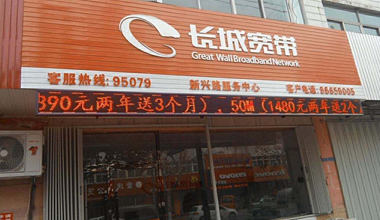 长城宽带
Great Wall Broadband Network
客服热线:95079
新兴路服务中心
客户电话:85659005
890元两年送3个月)、50M(1480元两年送2个